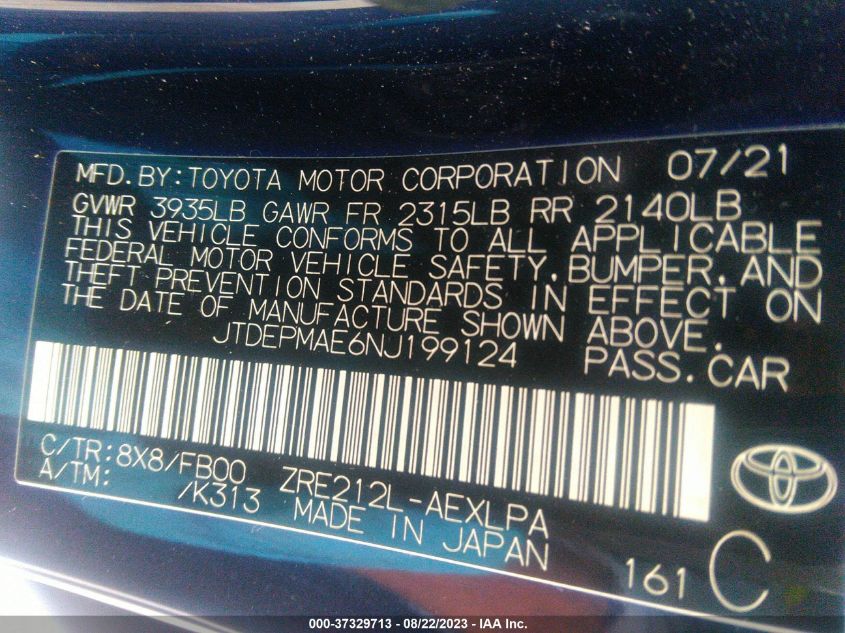 MFD.BY:TOYOTA MOTOR CORPORATION 07/21
GVWR 3935LB GAWR FR 2315LB RR 2140LB
THIS VEHICLE CONFORMS TO ALL APPLICABLE
FEDERAL MOTOR VEHICLE SAFETY, BUMPER, AND
THEFT PREVENTION STANDARDS IN EFFECT ON
THE DATE OF MANUFACTURE SHOWN ABOVE.
JTDEPMAE6NJ199124 PASS.CAR
C/TR:8X8/FB00 ZRE212L-AEXLPA
A/TM: /K313 MADE IN JAPAN
161 C
000-37329713 - 08/22/2023 - IAA Inc.